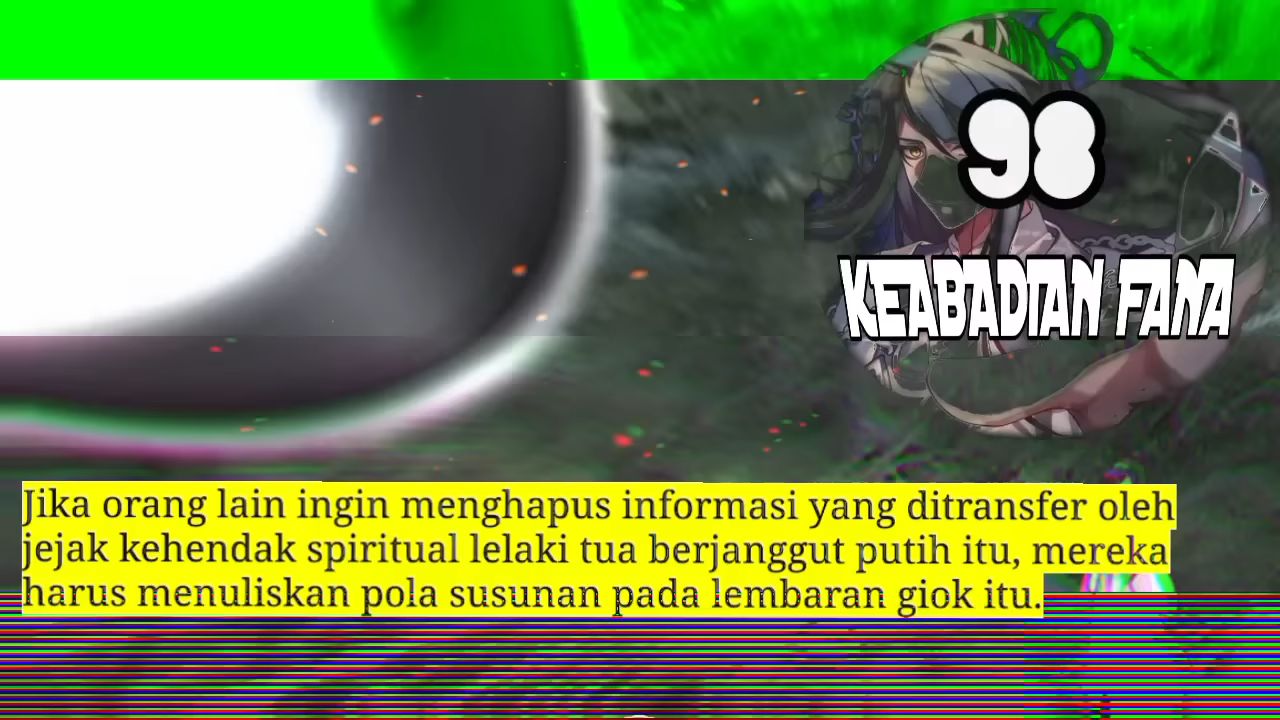 98
KEABADIAN FANA
Jika orang lain ingin menghapus informasi yang ditransfer oleh
jejak kehendak spiritual lelaki tua berjanggut putih itu, mereka
harus menuliskan pola susunan pada lembaran giok itu.